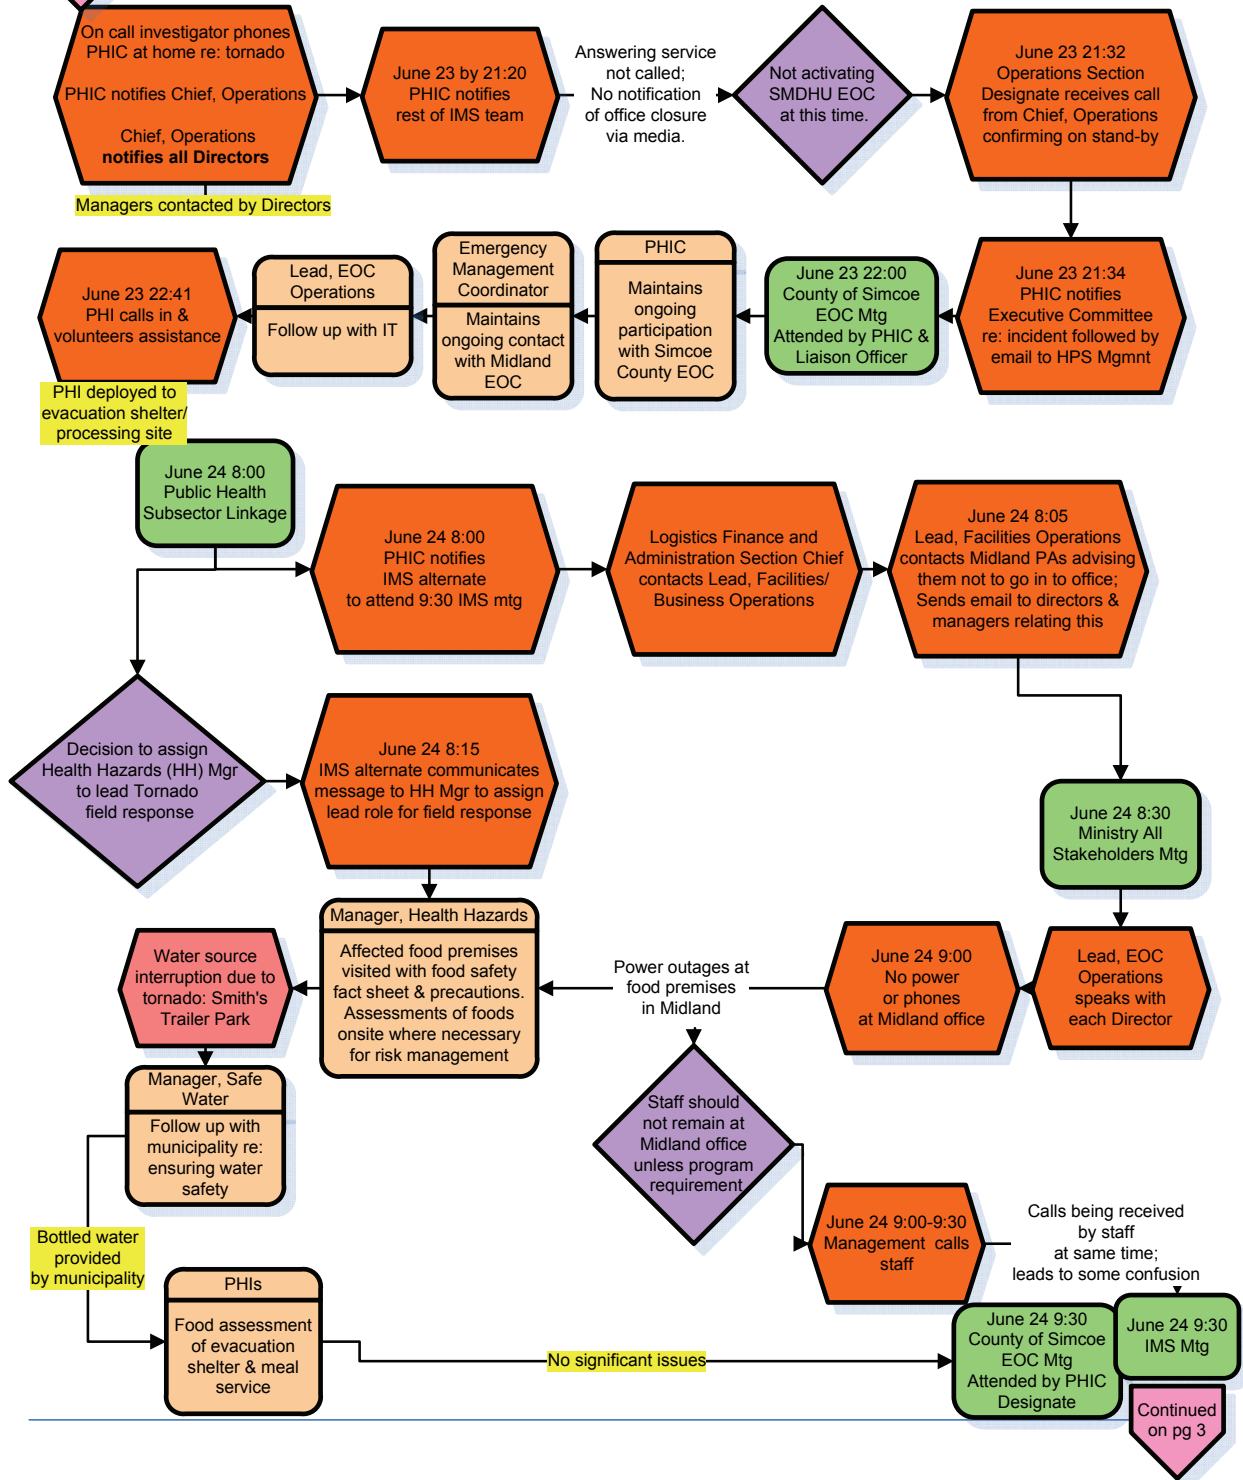 On call investigator phones
PHIC at home re: tornado
PHIC notifies Chief, Operations
Chief, Operations
notifies all Directors
Managers contacted by Directors
June 23 by 21:20
PHIC notifies
rest of IMS team
Answering service
not called;
No notification
of office closure
via media.
Not activating
SMDHU EOC
at this time.
June 23 21:32
Operations Section
Designate receives call
from Chief, Operations
confirming on stand-by
June 23 21:34
PHIC notifies
Executive Committee
re: incident followed by
email to HPS Mgmnt
June 23 22:00
County of Simcoe
EOC Mtg
Attended by PHIC &
Liaison Officer
PHIC
Maintains
ongoing
participation
with Simcoe
County EOC
Emergency
Management
Coordinator
Maintains
ongoing contact
with Midland
EOC
Lead, EOC
Operations
Follow up with IT
June 23 22:41
PHI calls in &
volunteers assistance
PHI deployed to
evacuation shelter/
processing site
June 24 8:00
Public Health
Subsector Linkage
June 24 8:00
PHIC notifies
IMS alternate
to attend 9:30 IMS mtg
Logistics Finance and
Administration Section Chief
contacts Lead, Facilities/
Business Operations
June 24 8:05
Lead, Facilities Operations
contacts Midland PAs advising
them not to go in to office;
Sends email to directors &
managers relating this
Decision to assign
Health Hazards (HH) Mgr
to lead Tornado
field response
June 24 8:15
IMS alternate communicates
message to HH Mgr to assign
lead role for field response
June 24 8:30
Ministry All
Stakeholders Mtg
Lead, EOC
Operations
speaks with
each Director
June 24 9:00
No power
or phones
at Midland office
Power outages at
food premises
in Midland
Manager, Health Hazards
Affected food premises
visited with food safety
fact sheet & precautions.
Assessments of foods
onsite where necessary
for risk management
Water source
interruption due to
tornado: Smith's
Trailer Park
Manager, Safe
Water
Follow up with
municipality re:
ensuring water
safety
Staff should
not remain at
Midland office
unless program
requirement
June 24 9:00-9:30
Management calls
staff
Calls being received
by staff
at same time;
leads to some confusion
Bottled water
provided
by municipality
PHIs
Food assessment
of evacuation
shelter & meal
service
No significant issues
June 24 9:30
County of Simcoe
EOC Mtg
Attended by PHIC
Designate
June 24 9:30
IMS Mtg
Continued
on pg 3